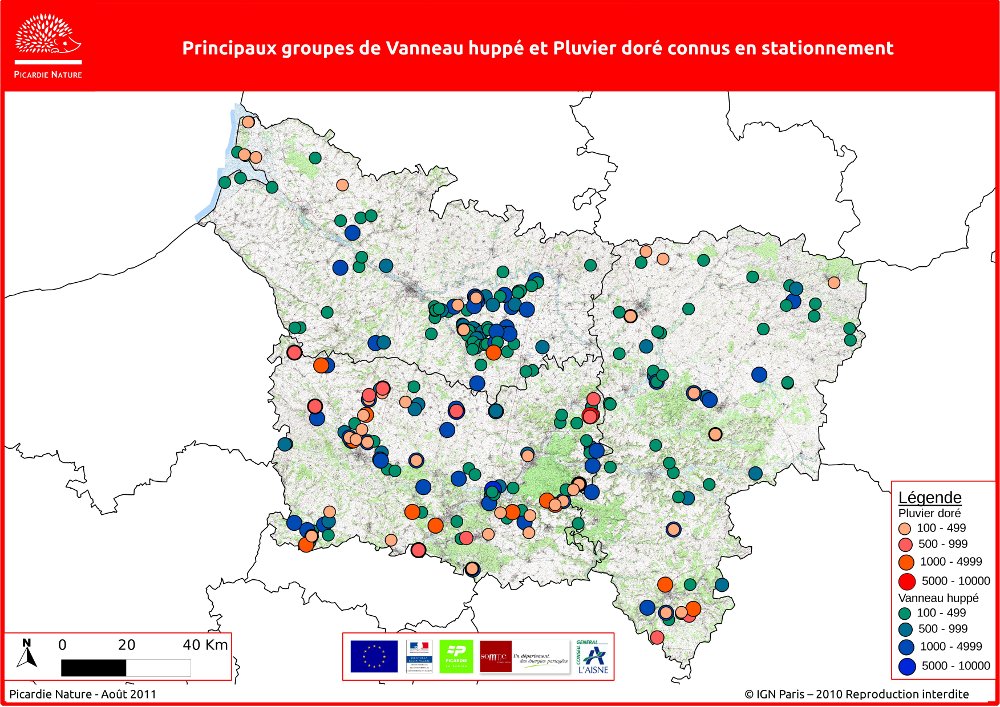 Principaux groupes de Vanneau huppé et Pluvier doré connus en stationnement
PICARDIE NATURE
Légende
Pluvier doré
100 - 499
500 - 999
1000 - 4999
5000 - 10000
Vanneau huppé
100 - 499
500 - 999
1000 - 4999
5000 - 10000
N
0 20 40 Km
PICARDIE
somme
Un département,
des énergies partagées
CONSEIL GÉNÉRAL
L'AISNE
Picardie Nature - Août 2011
© IGN Paris – 2010 Reproduction interdite